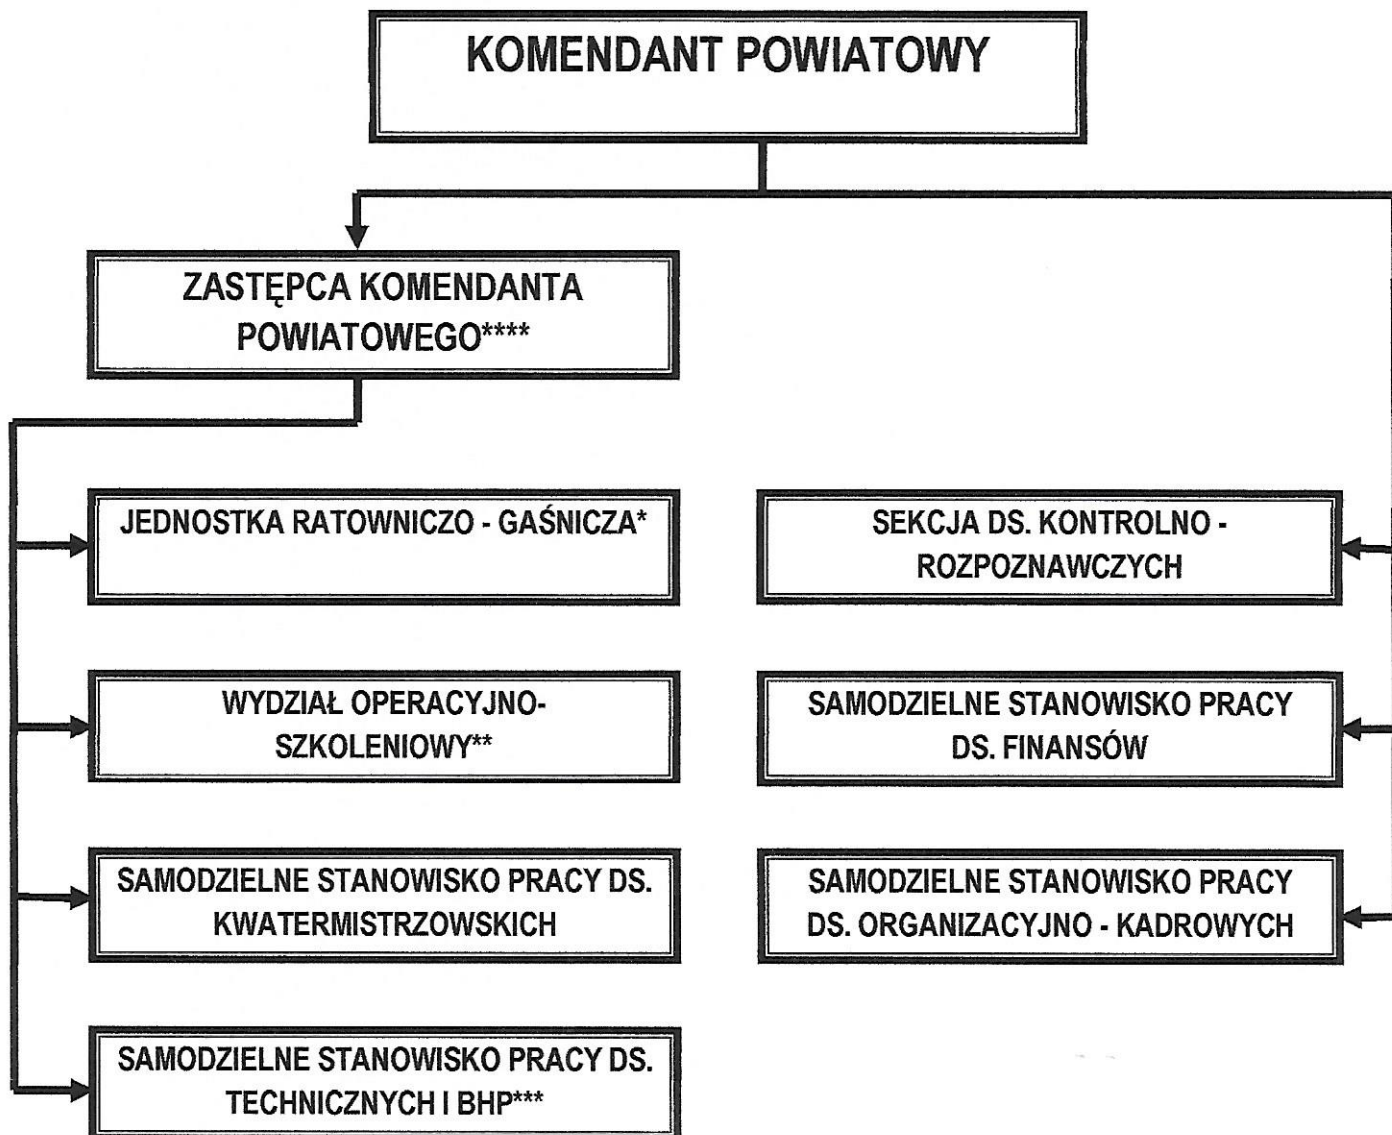 KOMENDANT POWIATOWY
ZASTĘPCA KOMENDANTA
POWIATOWEGO****
JEDNOSTKA RATOWNICZO - GAŚNICZA*
WYDZIAŁ OPERACYJNO-
SZKOLENIOWY**
SAMODZIELNE STANOWISKO PRACY DS.
KWATERMISTRZOWSKICH
SAMODZIELNE STANOWISKO PRACY DS.
TECHNICZNYCH I BHP***
SEKCJA DS. KONTROLNO -
ROZPOZNAWCZYCH
SAMODZIELNE STANOWISKO PRACY
DS. FINANSÓW
SAMODZIELNE STANOWISKO PRACY
DS. ORGANIZACYJNO - KADROWYCH